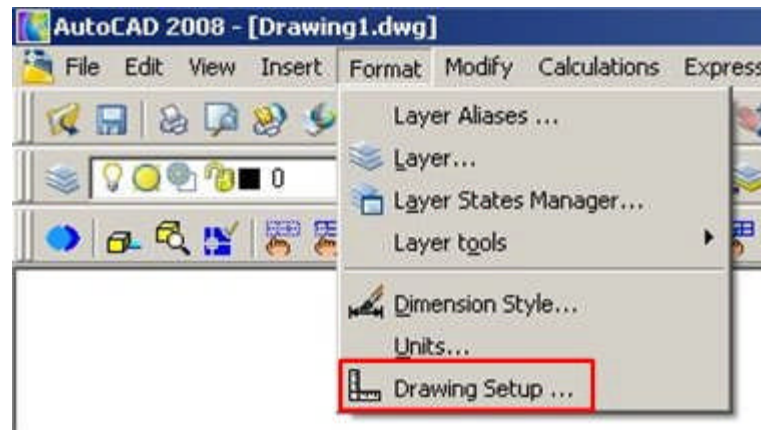 AutoCAD 2008 - [Drawing1.dwg]
File Edit View Insert Format Modify Calculations Express
Layer Aliases ...
0
Layer...
Layer States Manager...
Layer tools
Dimension Style...
Units...
Drawing Setup ...